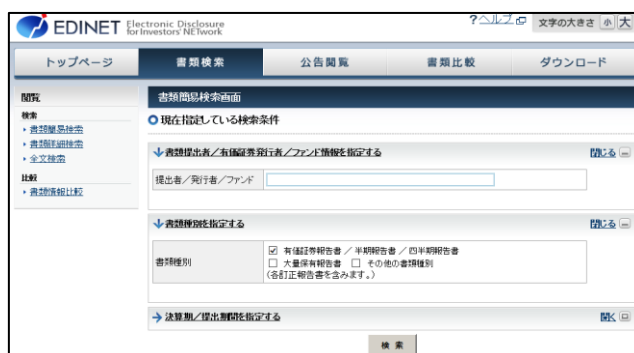 EDINET Electronic Disclosure for Investors' NETwork
?ヘルプ 文字の大きさ 小 大
トップページ 書類検索 公告閲覧 書類比較 ダウンロード
閲覧
検索
書類簡易検索
書類詳細検索
全文検索
比較
書類情報比較
書類簡易検索画面
現在指定している検索条件
書類提出者/有価証券発行者/ファンド情報を指定する 閉じる
提出者/発行者/ファンド
書類種別を指定する 閉じる
書類種別
有価証券報告書 / 半期報告書 / 四半期報告書
大量保有報告書 その他の書類種別
(各訂正報告書を含みます。)
決算期/提出期間を指定する 開く
検 索